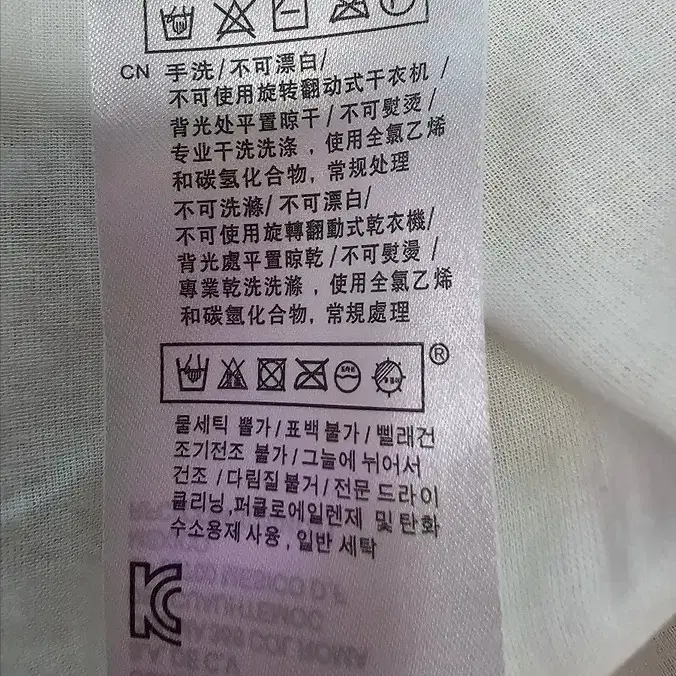 CN 手洗/不可漂白/
不可使用旋转翻动式干衣机 /
背光处平置晾干/不可熨烫/
专业干洗洗涤 , 使用全氯乙烯
和碳氢化合物, 常规处理
不可洗滌/不可漂白/
不可使用旋轉翻動式乾衣機/
背光處平置晾乾/不可熨燙/
專業乾洗洗滌 , 使用全氯乙烯
和碳氫化合物, 常規處理
®
물세틱 뿔가/표백불가/삘래건
조기전조 불가/그늘에 뉘어서
건조 /다림질 불거/전문 드라이
클리닝,퍼클로에일렌제 및 탄화
수소용제 사용, 일반 세탁